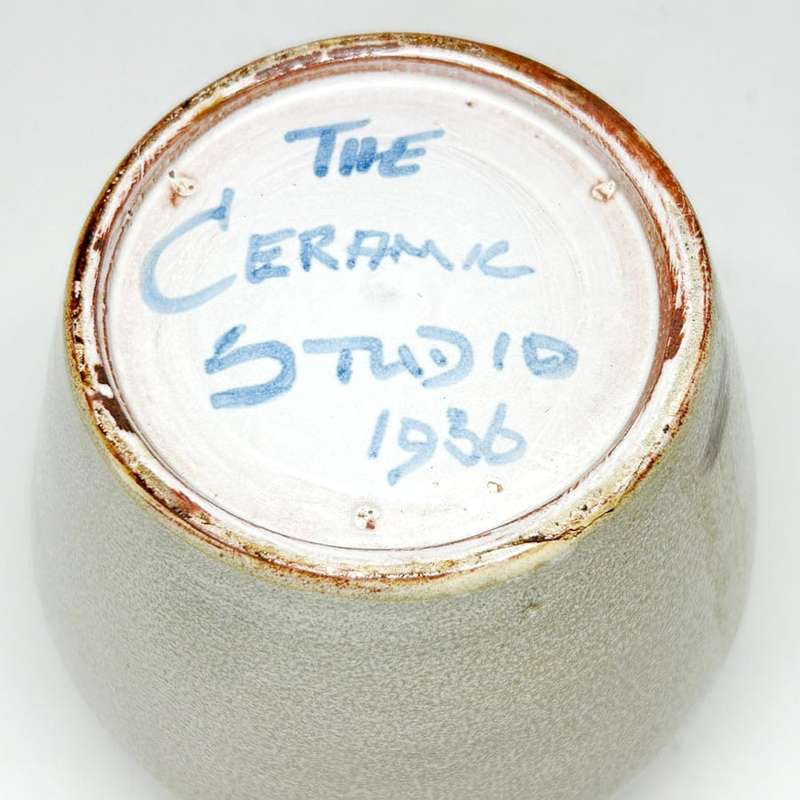 THE
CERAMIC
STUDIO
1936